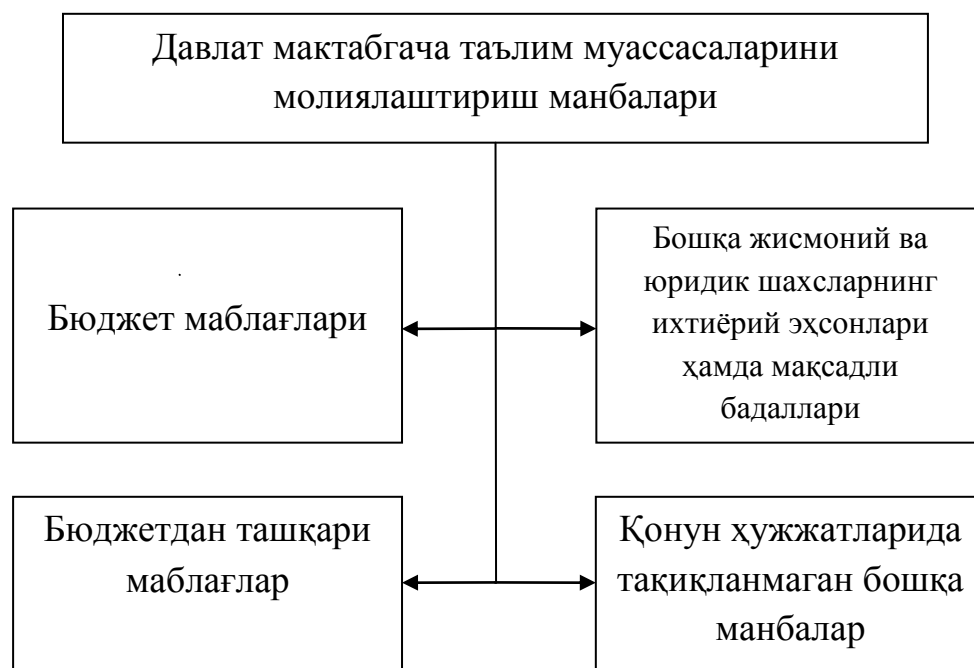 Давлат мактабгача таълим муассасаларини
молиялаштириш манбалари
Бюджет маблағлари
Бошқа жисмоний ва
юридик шахсларнинг
ихтиёрий эҳсонлари
ҳамда мақсадли
бадаллари
Бюджетдан ташқари
маблағлар
Қонун ҳужжатларида
тақиқланмаган бошқа
манбалар